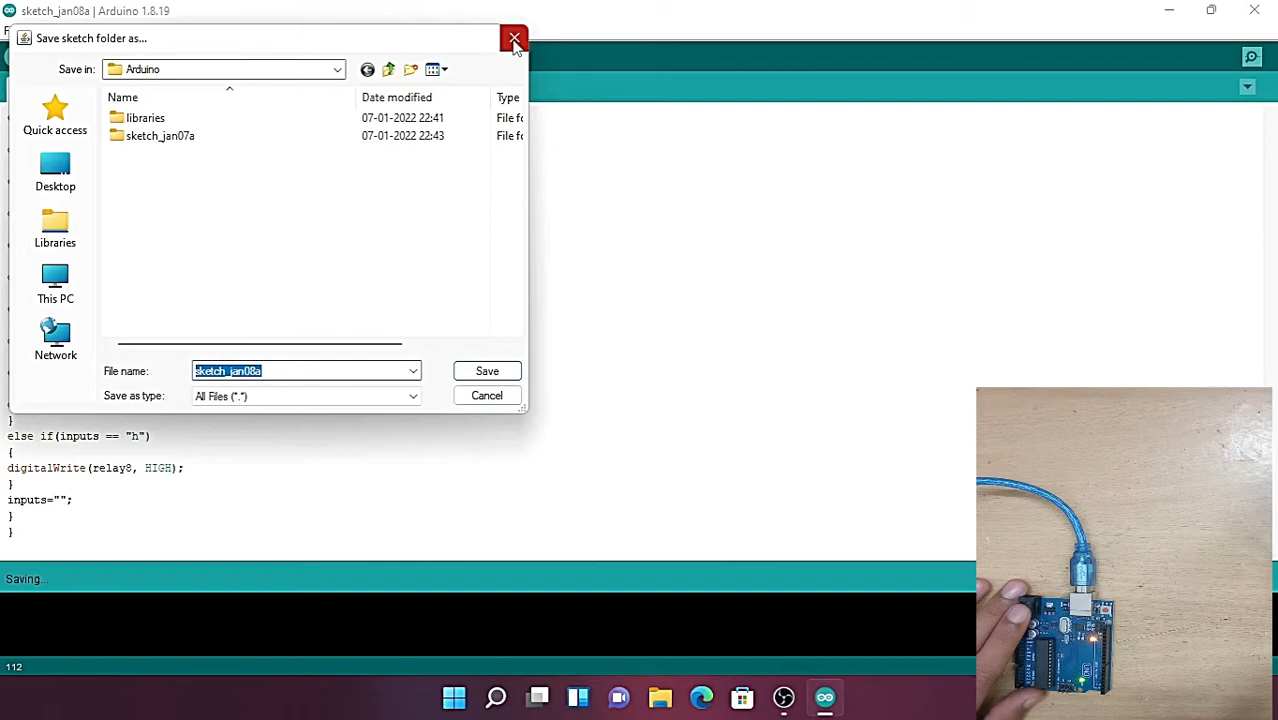 sketch_jan08a | Arduino 1.8.19
Save sketch folder as...
Save in: Arduino
Name Date modified Type
libraries 07-01-2022 22:41 File fo
sketch_jan07a 07-01-2022 22:43 File fo
Quick access
Desktop
Libraries
This PC
Network
File name: sketch_jan08a Save
Save as type: All Files (*.*) Cancel
}
else if(inputs == "h")
{
digitalWrite(relay8, HIGH);
}
inputs="";
}
}
Saving...
112